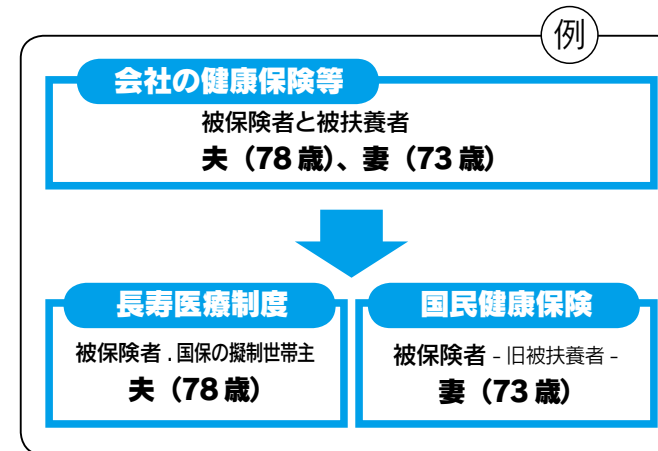 例
会社の健康保険等
被保険者と被扶養者
夫（78歳）、妻（73歳）
長寿医療制度
被保険者．国保の擬制世帯主
夫（78歳）
国民健康保険
被保険者 - 旧被扶養者 -
妻（73歳）